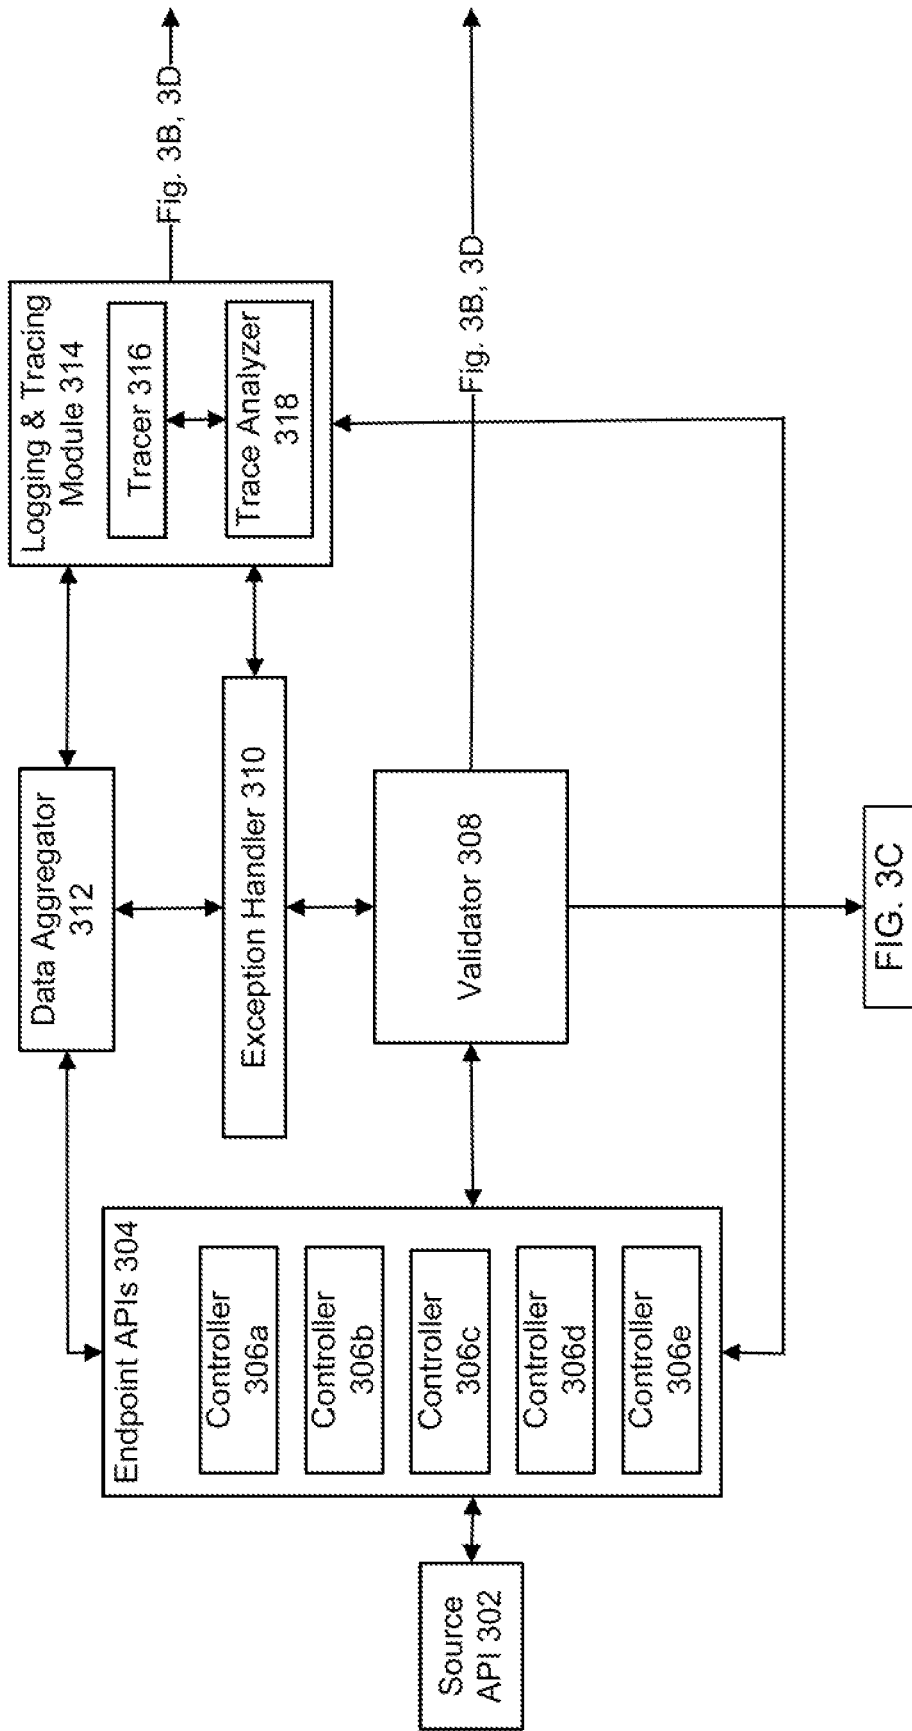 Source
API 302
Endpoint APIs 304
Controller
306a
Controller
306b
Controller
306c
Controller
306d
Controller
306e
Data Aggregator
312
Exception Handler 310
Validator 308
Logging & Tracing
Module 314
Tracer 316
Trace Analyzer
318
Fig. 3B, 3D
Fig. 3B, 3D
FIG. 3C